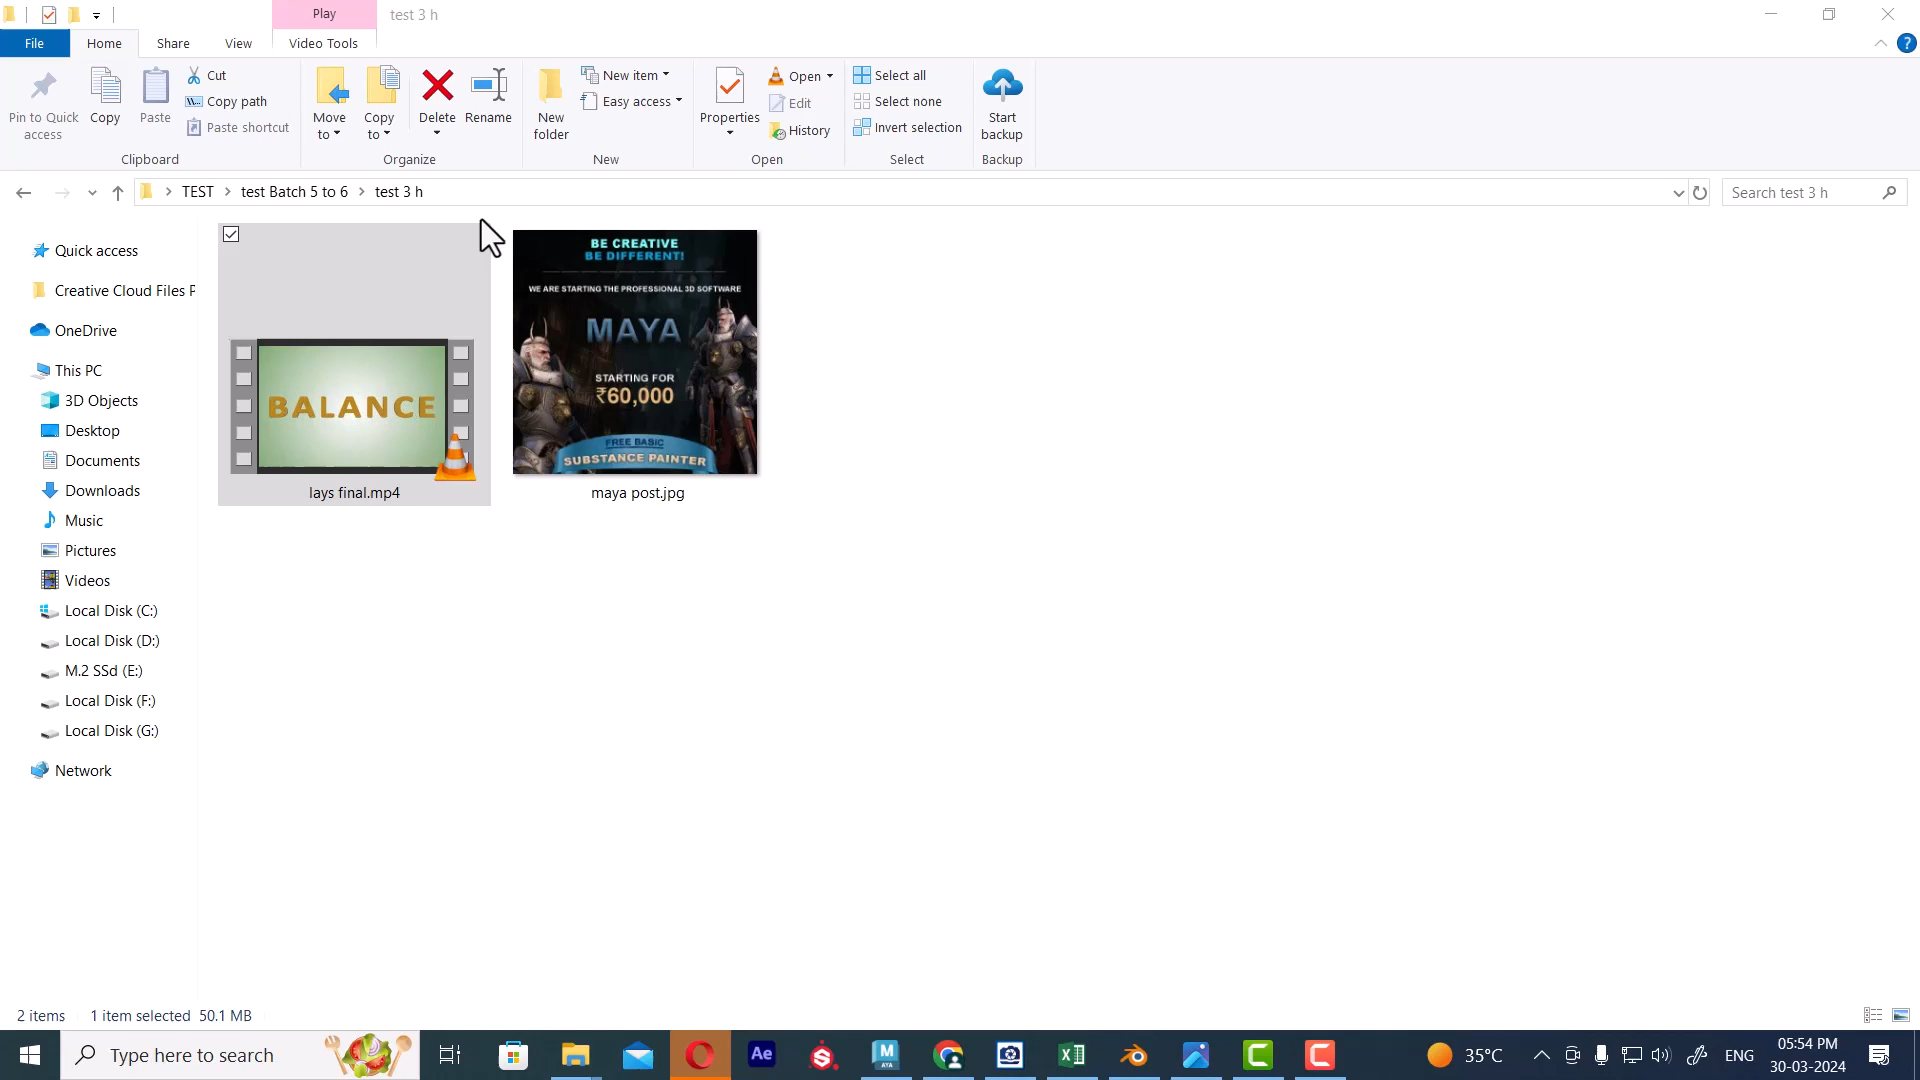 Play
test 3 h
File
Home
Share
View
Video Tools
Pin to Quick access
Copy
Paste
Cut
Copy path
Paste shortcut
Clipboard
Move to
Copy to
Delete
Rename
Organize
New folder
New item
Easy access
New
Properties
Open
Edit
History
Open
Select all
Select none
Invert selection
Select
Start backup
Backup
TEST > test Batch 5 to 6 > test 3 h
Search test 3 h
Quick access
Creative Cloud Files P
OneDrive
This PC
3D Objects
Desktop
Documents
Downloads
Music
Pictures
Videos
Local Disk (C:)
Local Disk (D:)
M.2 SSd (E:)
Local Disk (F:)
Local Disk (G:)
Network
BALANCE
lays final.mp4
BE CREATIVE
BE DIFFERENT!
WE ARE STARTING THE PROFESSIONAL 3D SOFTWARE
MAYA
STARTING FOR
₹60,000
FREE BASIC
SUBSTANCE PAINTER
maya post.jpg
2 items
1 item selected 50.1 MB
Type here to search
Ae
M
AYA
35°C
ENG
05:54 PM
30-03-2024